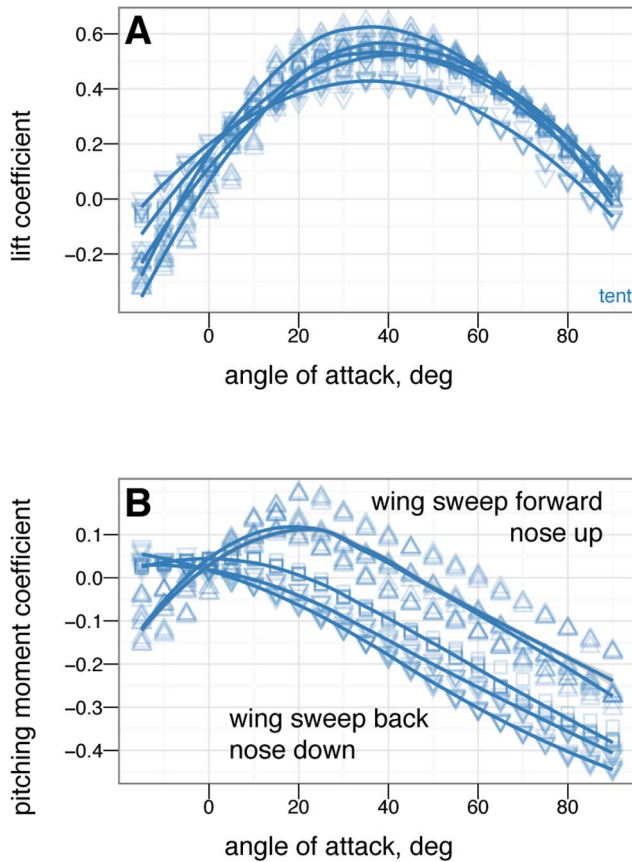 A
0.6
0.4
0.2
0.0
−0.2
lift coefficient
tent
0 20 40 60 80
angle of attack, deg
B
wing sweep forward
nose up
0.1
0.0
−0.1
−0.2
−0.3
−0.4
pitching moment coefficient
wing sweep back
nose down
0 20 40 60 80
angle of attack, deg